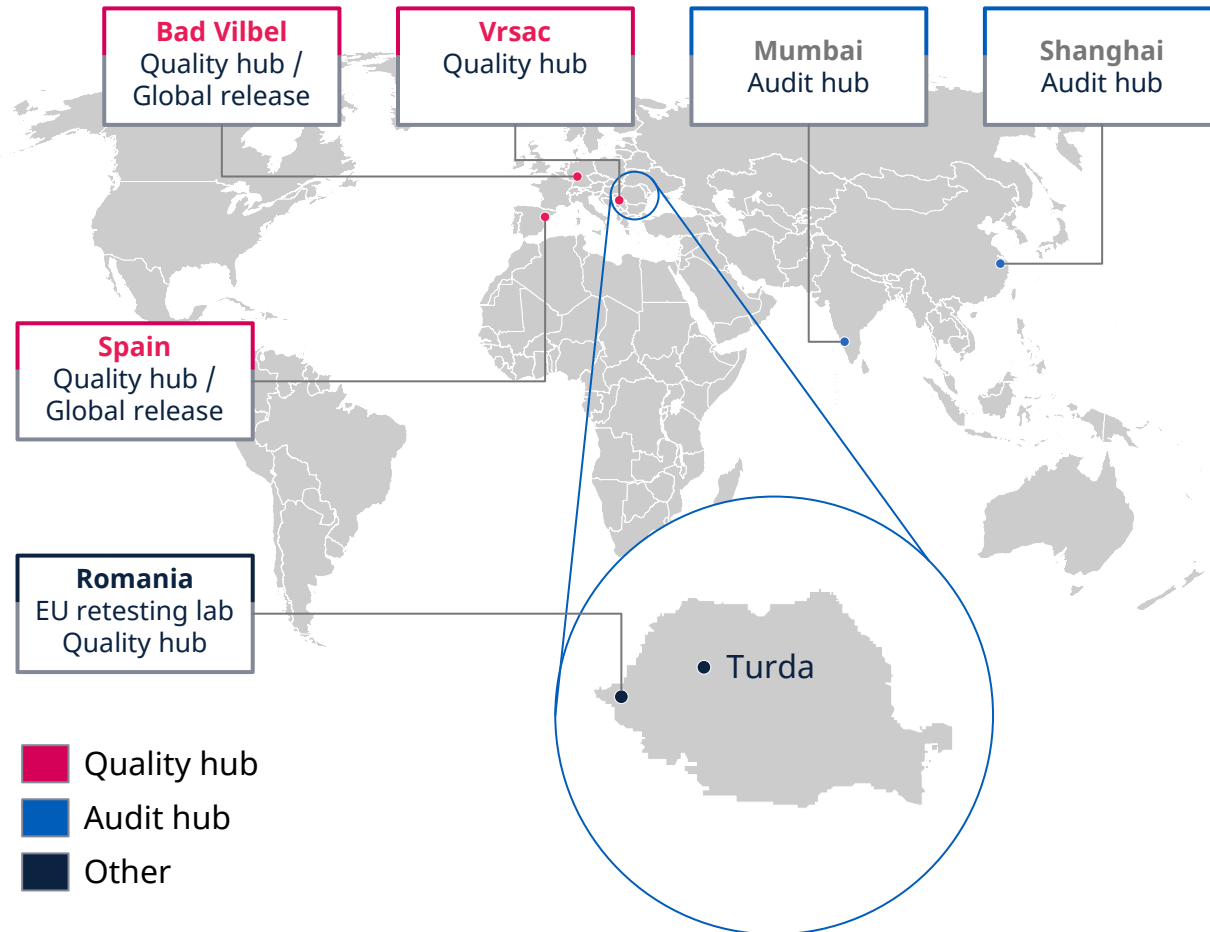 Bad Vilbel
Quality hub /
Global release
Vrsac
Quality hub
Mumbai
Audit hub
Shanghai
Audit hub
Spain
Quality hub /
Global release
Romania
EU retesting lab
Quality hub
Turda
Quality hub
Audit hub
Other